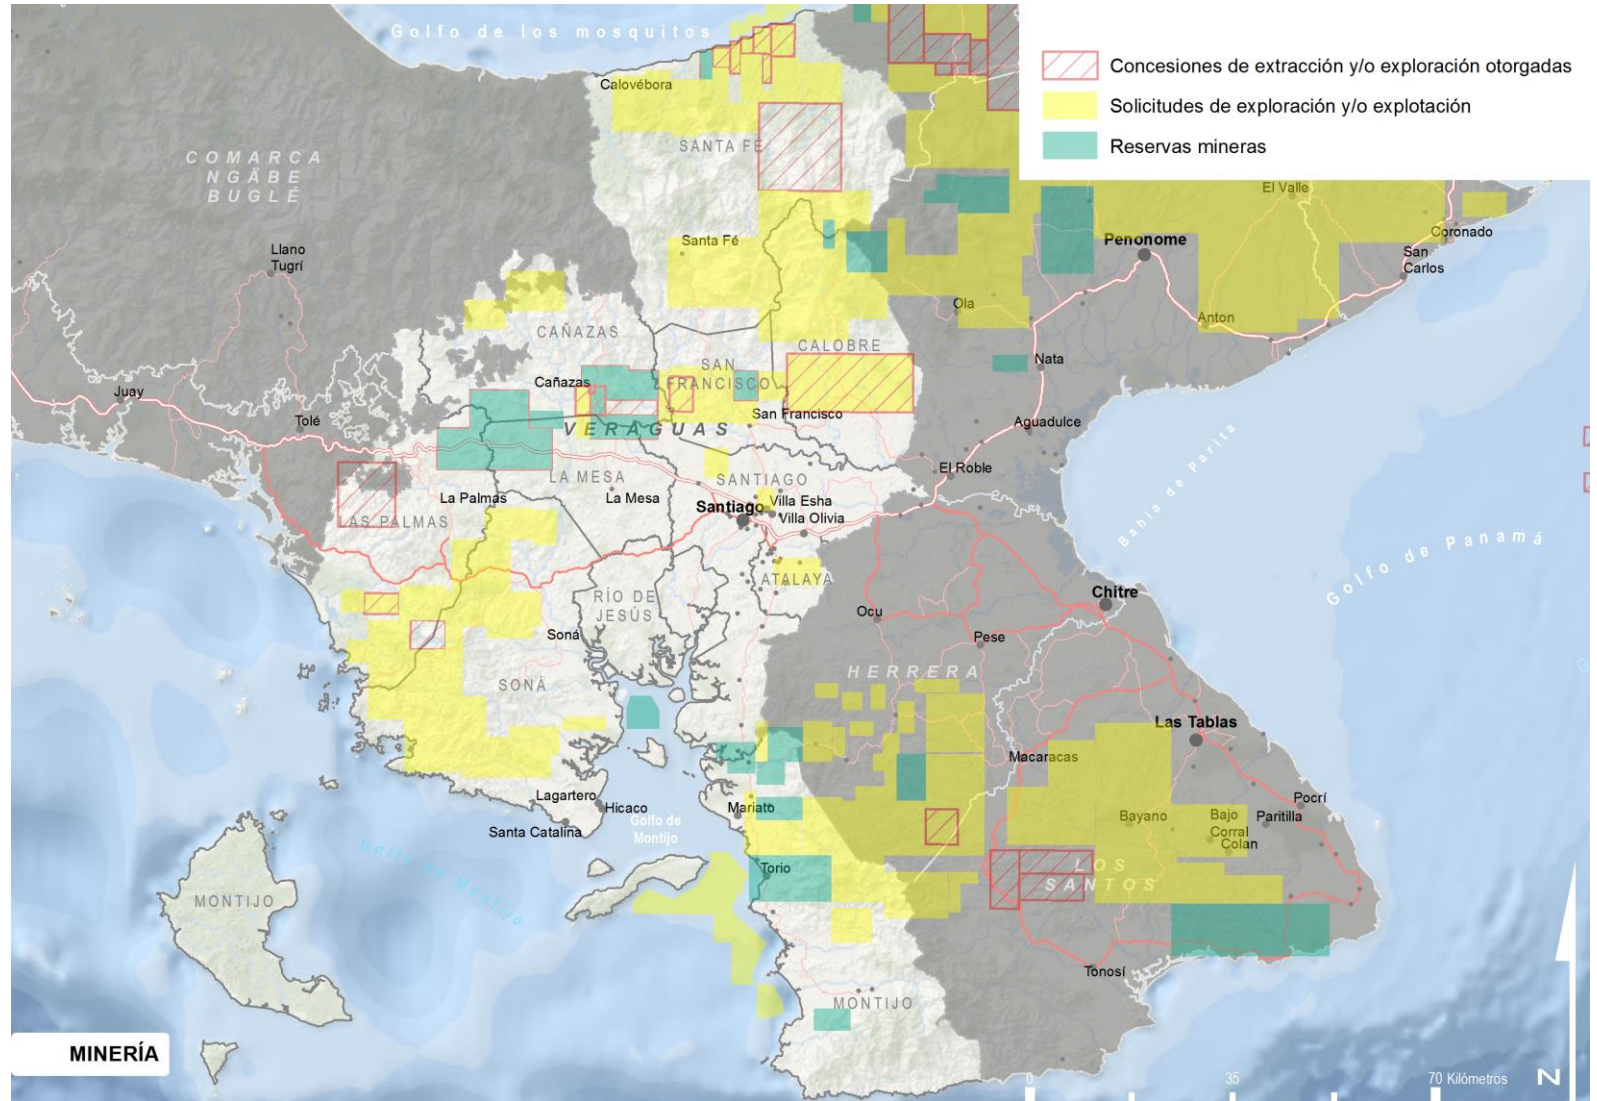 Golfo de los mosquitos
Concesiones de extracción y/o exploración otorgadas
Solicitudes de exploración y/o explotación
Reservas mineras
Calovébora
SANTA FE
COMARCA
NGÄBE
BUGLÉ
El Valle
Coronado
Santa Fé
Penonome
San
Carlos
Llano
Tugrí
Ola
Anton
CAÑAZAS
CALOBRE
Nata
SAN
FRANCISCO
Cañazas
Juay
San Francisco
Tolé
Aguadulce
VERAGUAS
El Roble
Bahia de Parita
LA MESA
SANTIAGO
La Palmas
La Mesa
Villa Esha
Santiago
Villa Olivia
LAS PALMAS
Golfo de Panamá
ATALAYA
RÍO DE
JESÚS
Chitre
Ocu
Soná
Pese
HERRERA
SONÁ
Las Tablas
Macaracas
Lagartero
Hicaco
Mariato
Pocrí
Santa Catalina
Golfo de
Montijo
Bayano
Bajo
Corral
Paritilla
Colan
Golfo de Montijo
Torio
LOS
SANTOS
MONTIJO
Tonosí
MONTIJO
MINERÍA
0
35
70 Kilómetros
N